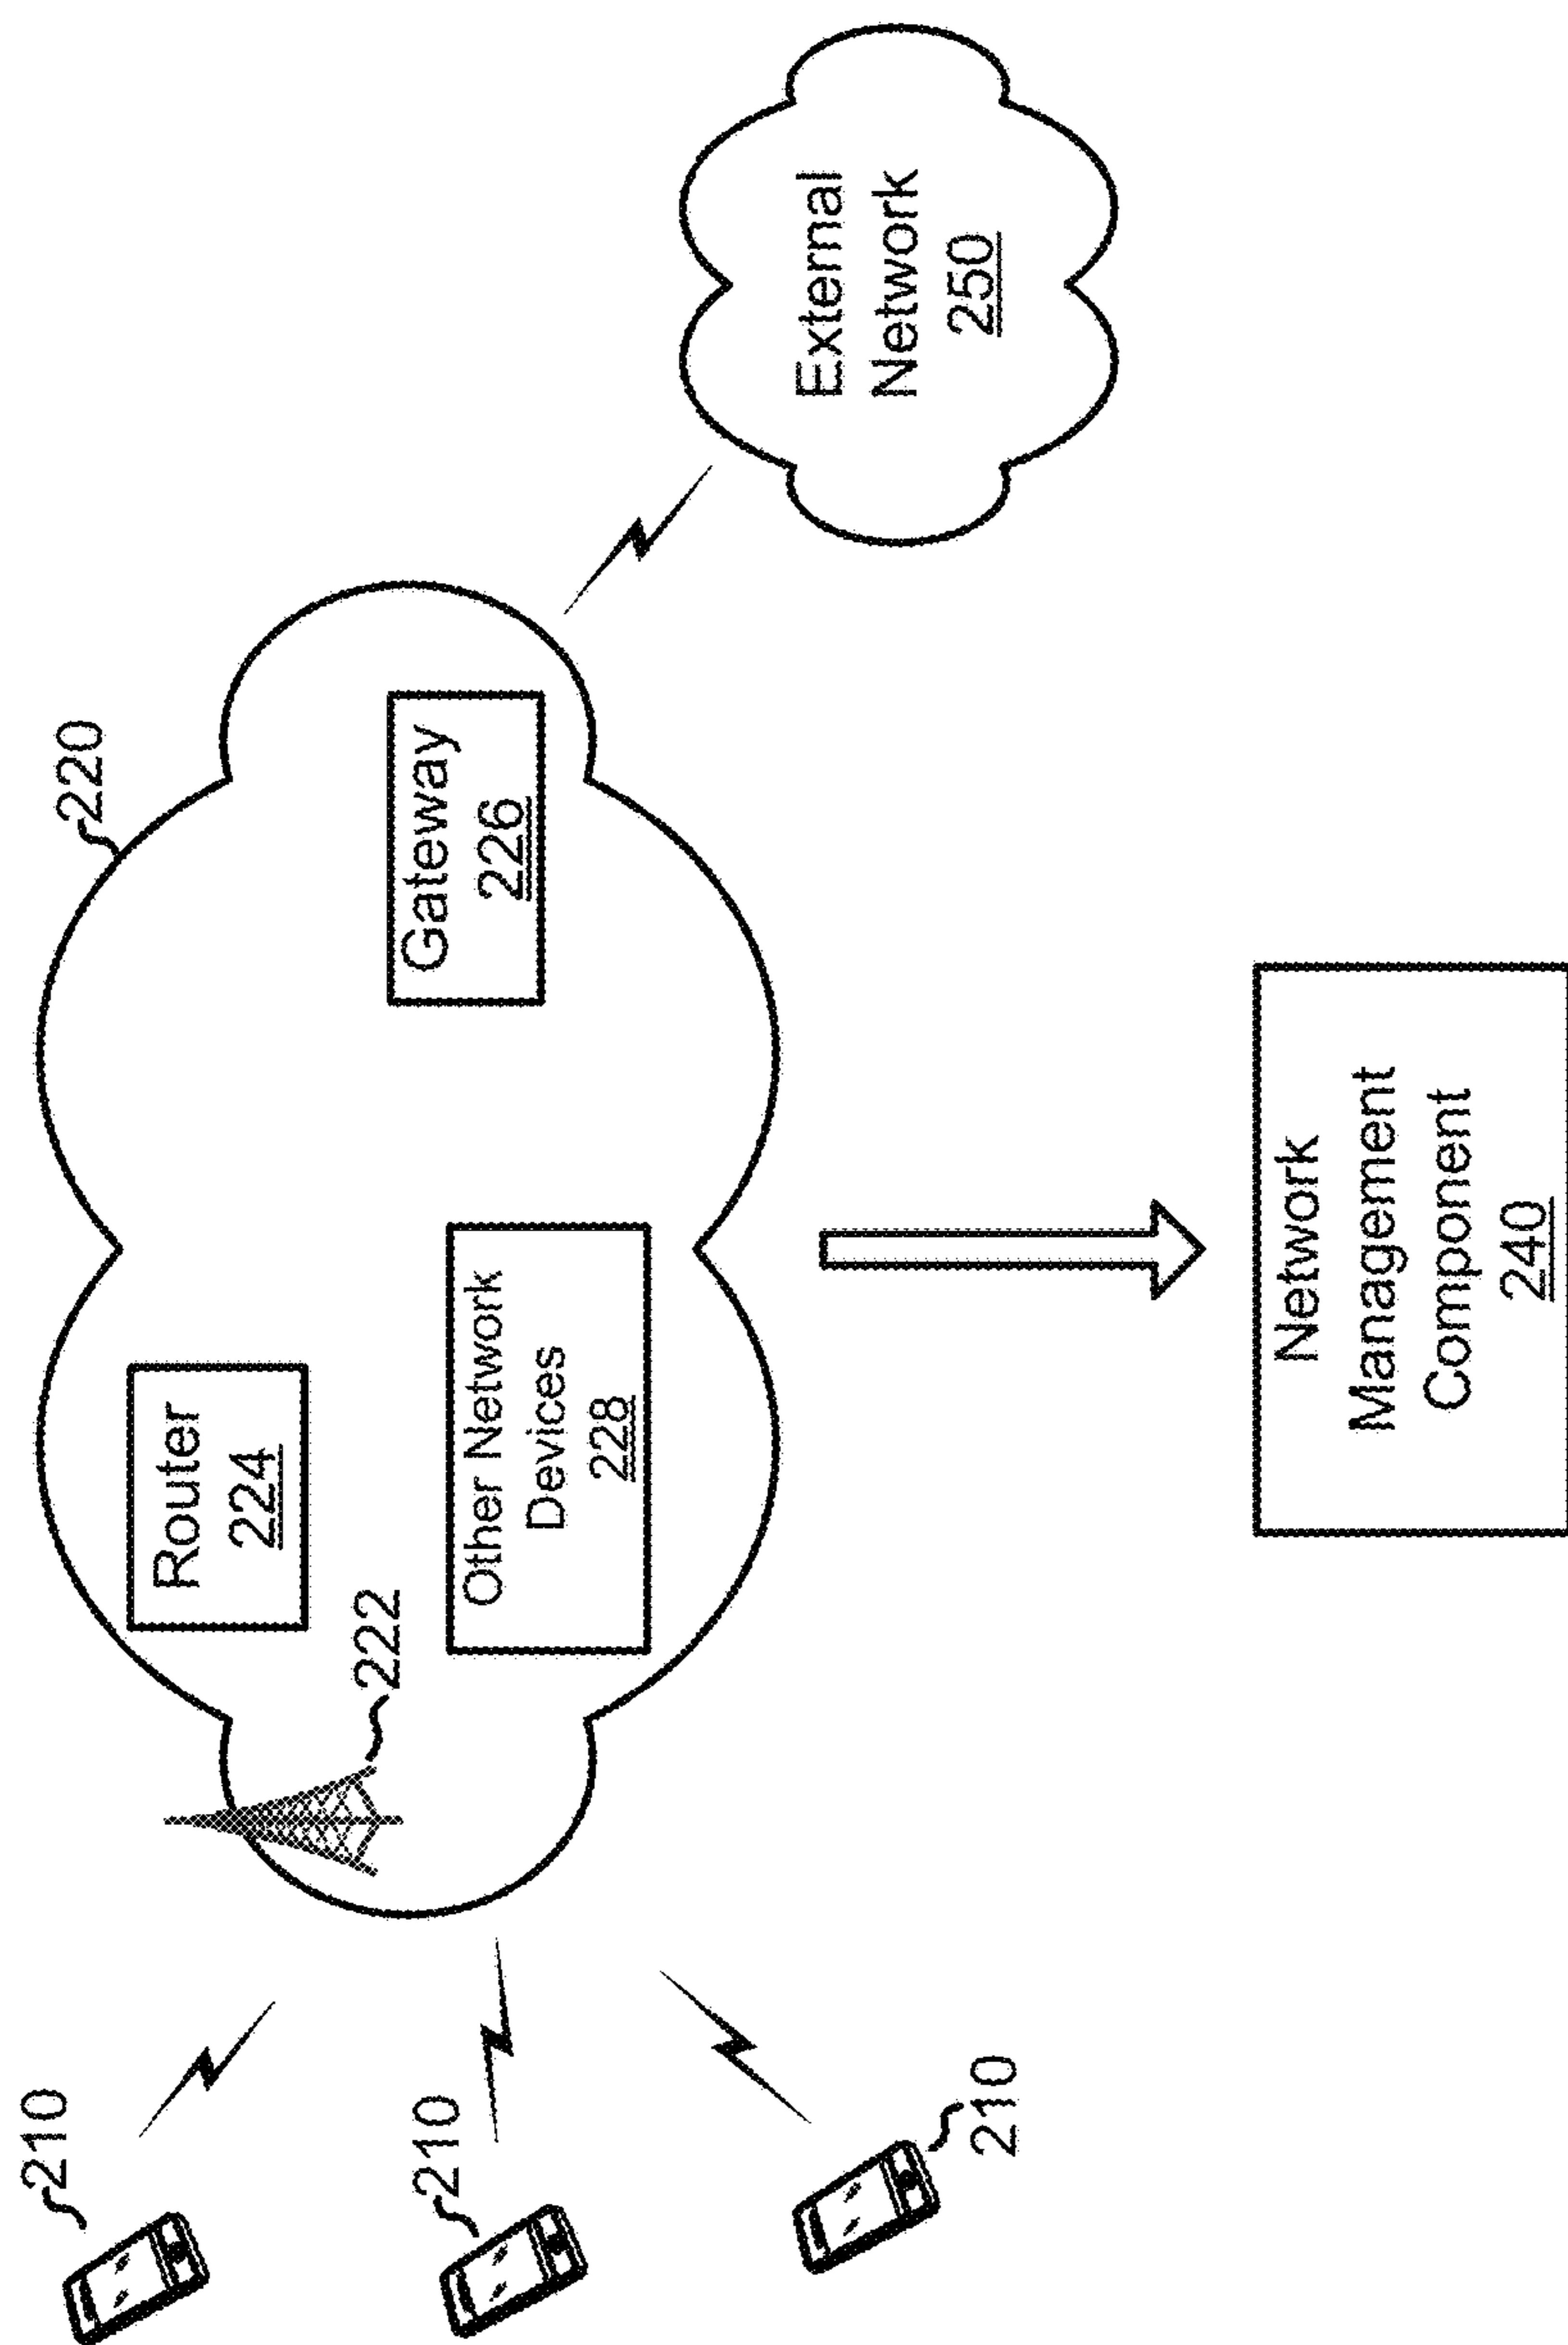 210
210
210
222
220
Router
224
Other Network
Devices
228
Gateway
226
External
Network
250
Network
Management
Component
240